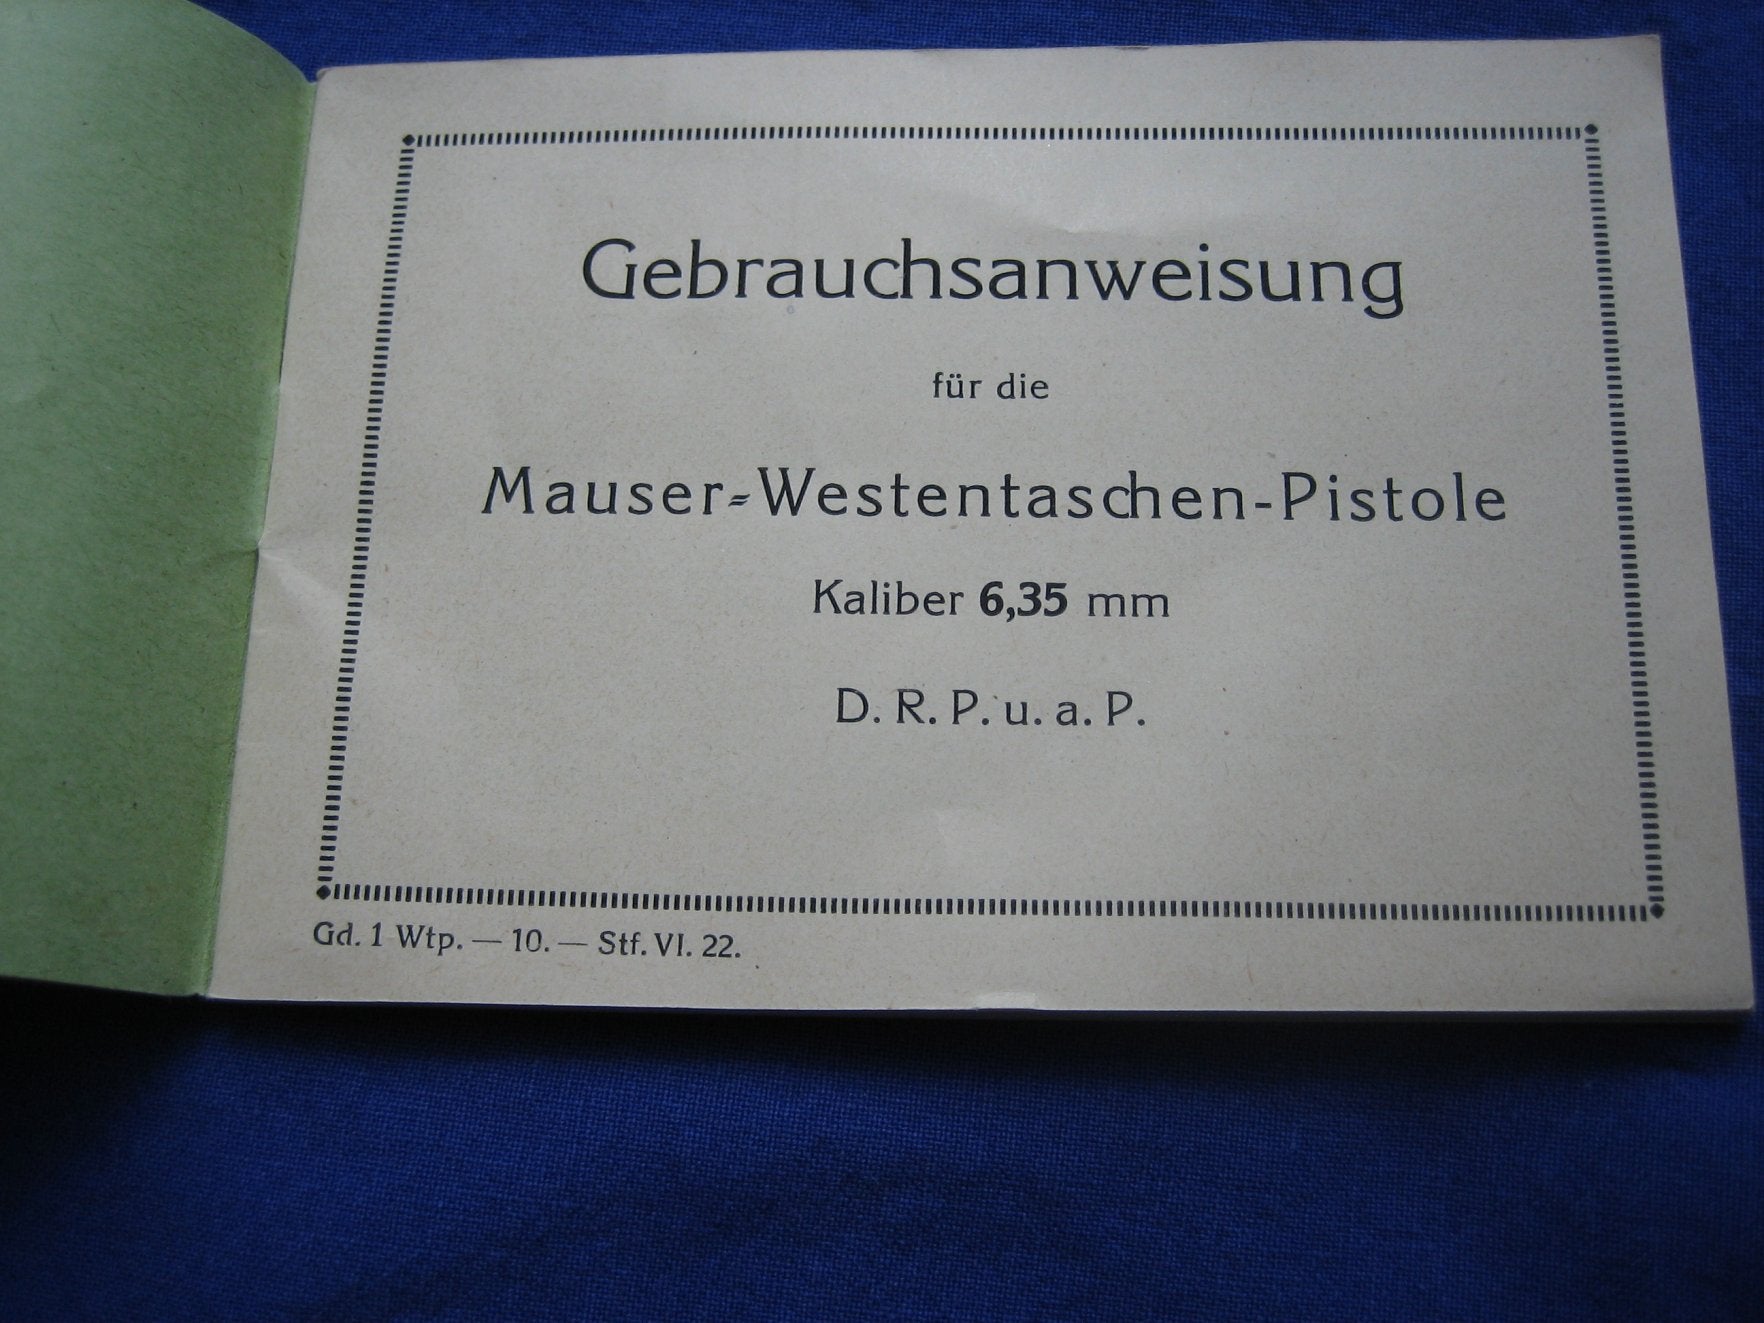 Gebrauchsanweisung
für die
Mauser-Westentaschen-Pistole
Kaliber 6,35 mm
D. R. P. u. a. P.
Gd. 1 Wtp. — 10. — Stf. VI. 22.